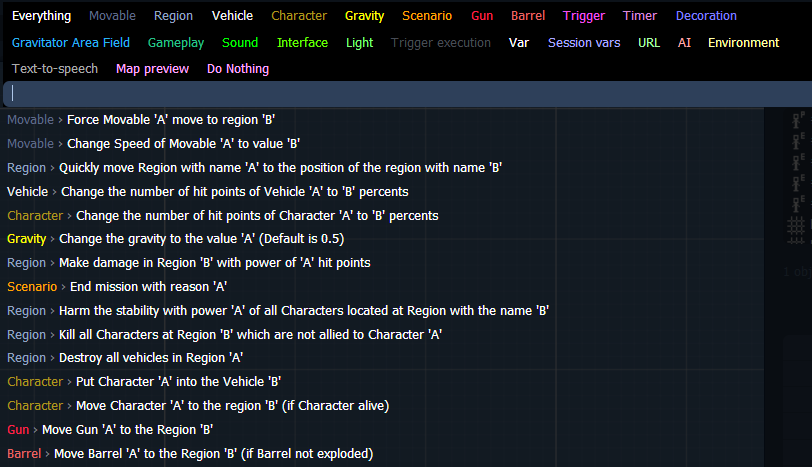 Everything Movable Region Vehicle Character Gravity Scenario Gun Barrel Trigger Timer Decoration
Gravitator Area Field Gameplay Sound Interface Light Trigger execution Var Session vars URL AI Environment
Text-to-speech Map preview Do Nothing
Movable › Force Movable 'A' move to region 'B'
Movable › Change Speed of Movable 'A' to value 'B'
Region › Quickly move Region with name 'A' to the position of the region with name 'B'
Vehicle › Change the number of hit points of Vehicle 'A' to 'B' percents
Character › Change the number of hit points of Character 'A' to 'B' percents
Gravity › Change the gravity to the value 'A' (Default is 0.5)
Region › Make damage in Region 'B' with power of 'A' hit points
Scenario › End mission with reason 'A'
Region › Harm the stability with power 'A' of all Characters located at Region with the name 'B'
Region › Kill all Characters at Region 'B' which are not allied to Character 'A'
Region › Destroy all vehicles in Region 'A'
Character › Put Character 'A' into the Vehicle 'B'
Character › Move Character 'A' to the region 'B' (if Character alive)
Gun › Move Gun 'A' to the Region 'B'
Barrel › Move Barrel 'A' to the Region 'B' (if Barrel not exploded)